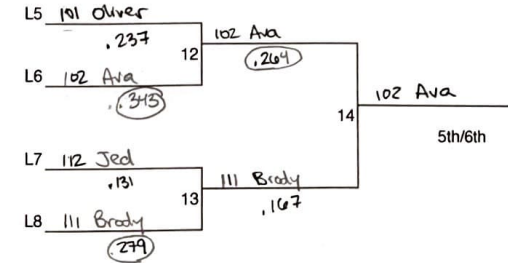 L5 101 Oliver
.237
12
102 Ava
.264
L6 102 Ava
.343
14
102 Ava
5th/6th
L7 112 Jed
.131
13
111 Brody
.167
L8 111 Brody
.279